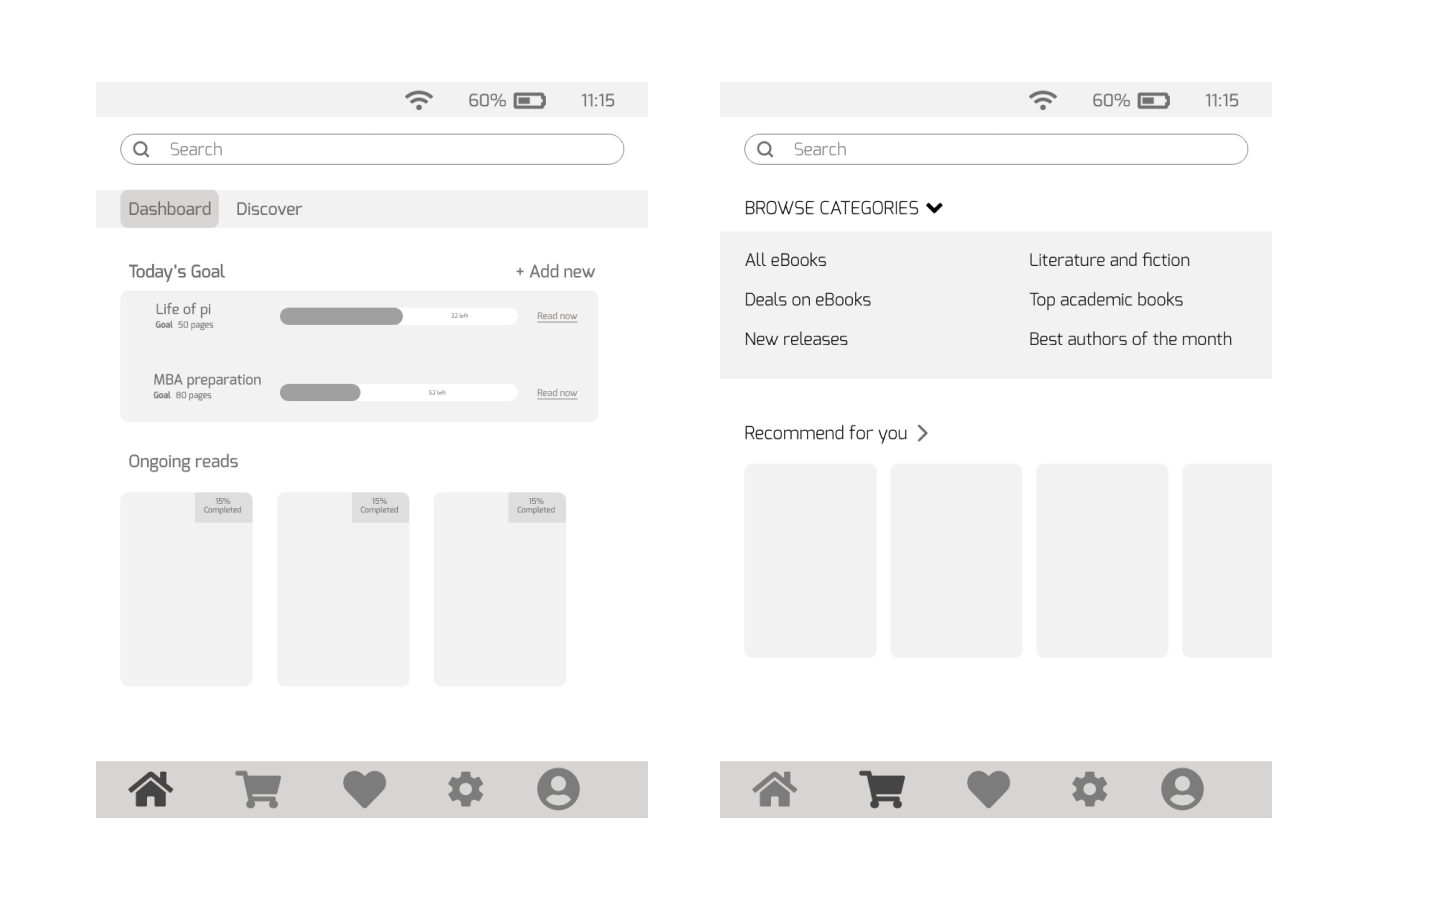 60% 11:15
Search
Dashboard Discover
Today's Goal + Add new
Life of pi
Goal 50 pages
32 left
Read now
MBA preparation
Goal 80 pages
52 left
Read now
Ongoing reads
15%
Completed
15%
Completed
15%
Completed
60% 11:15
Search
BROWSE CATEGORIES
All eBooks
Deals on eBooks
New releases
Literature and fiction
Top academic books
Best authors of the month
Recommend for you